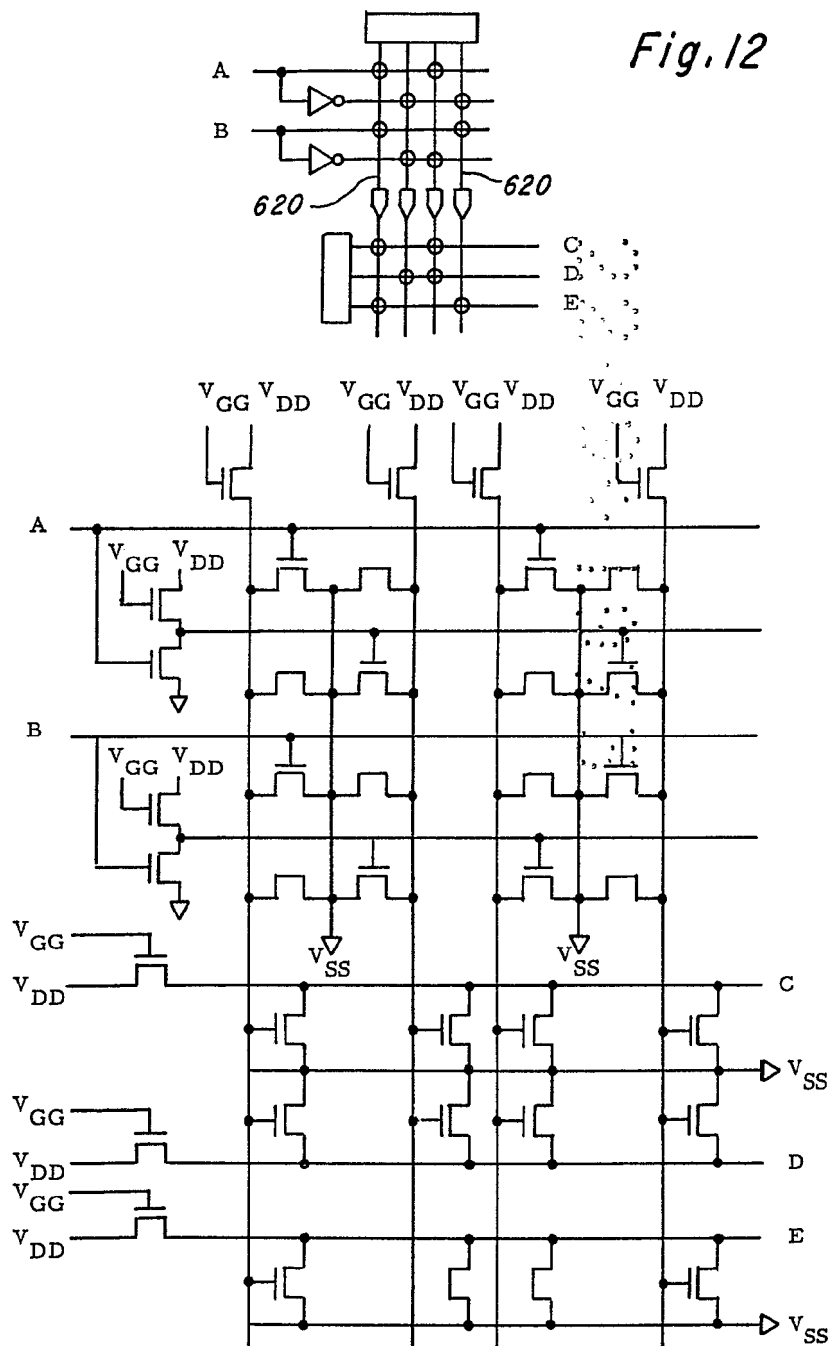 Fig. 12
A
B
620
620
C
D
E
VGG VDD VGG VDD VGG VDD VGG VDD
A
VGG VDD
B
VGG VDD
VGG
VSS VSS
VDD C
VSS
VGG
VDD D
VGG
VDD E
VSS